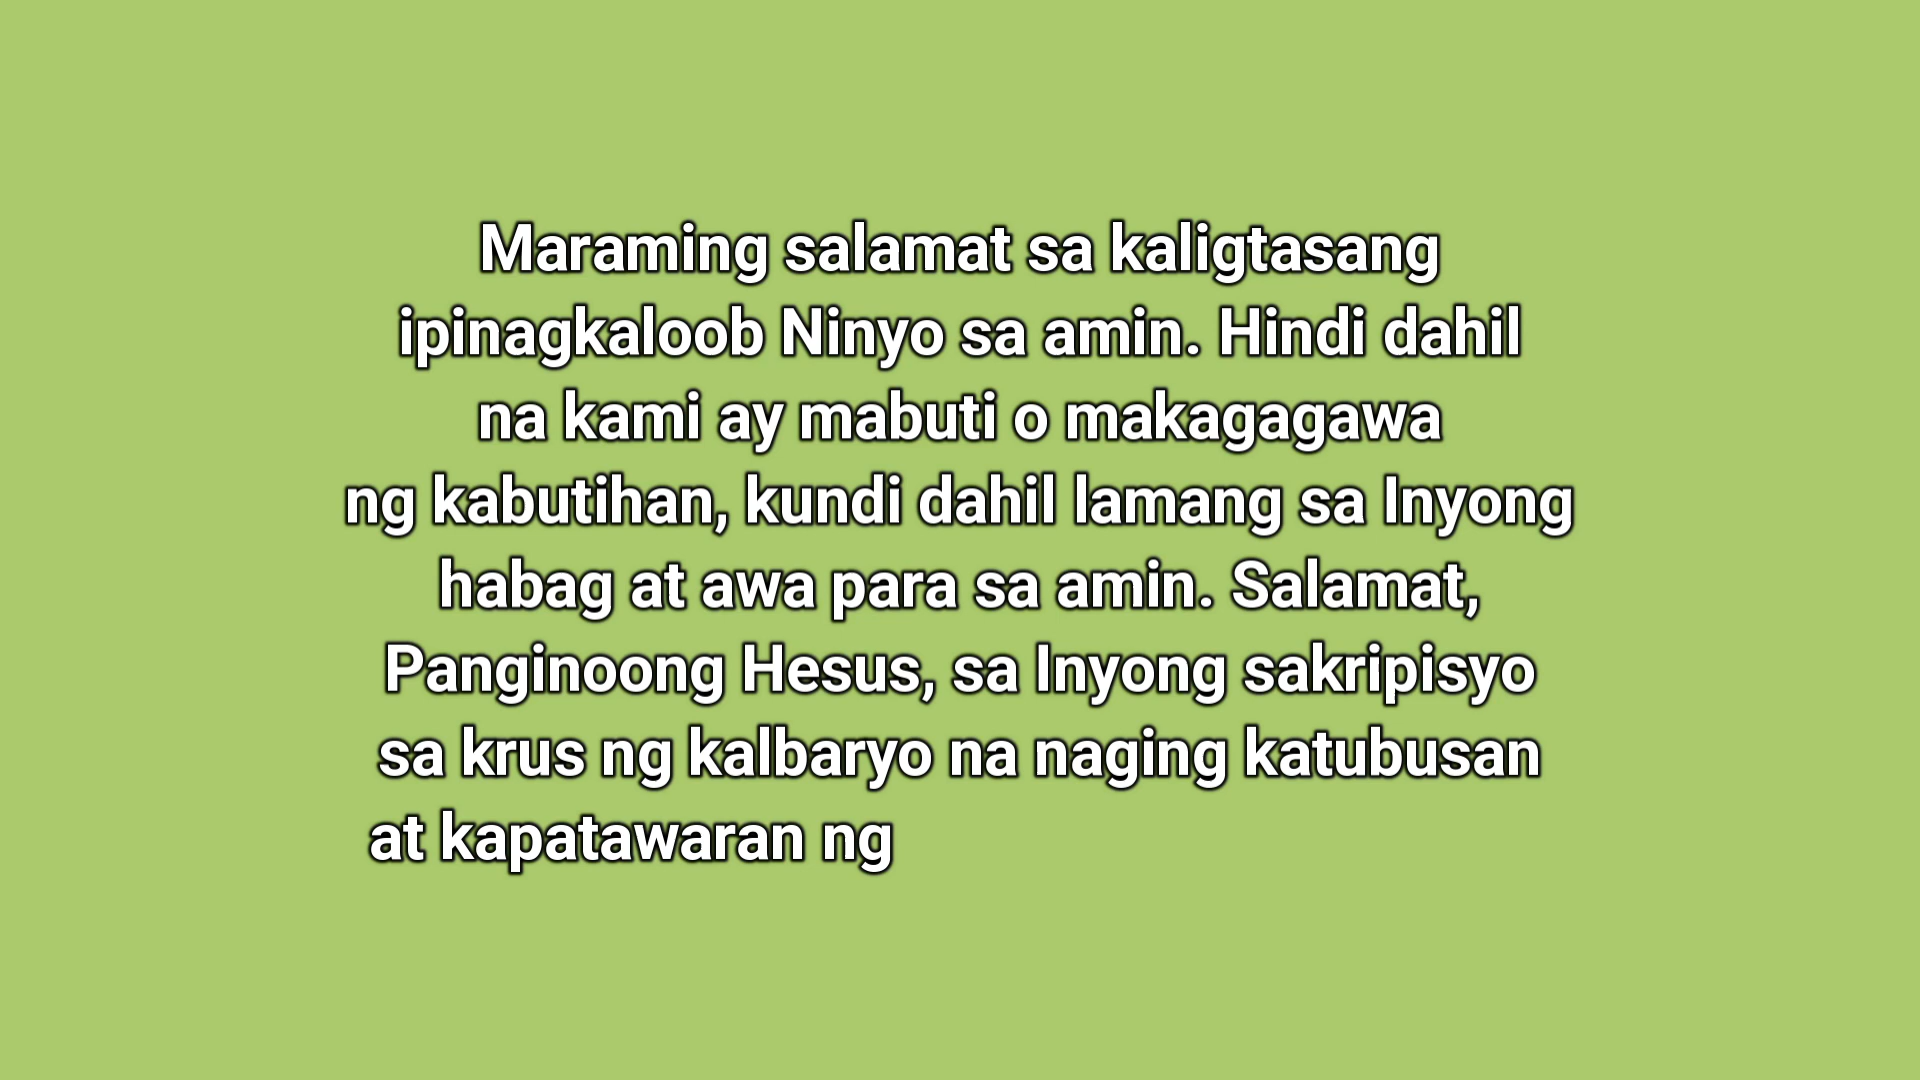 Maraming salamat sa kaligtasang
ipinagkaloob Ninyo sa amin. Hindi dahil
na kami ay mabuti o makagagawa
ng kabutihan, kundi dahil lamang sa Inyong
habag at awa para sa amin. Salamat,
Panginoong Hesus, sa Inyong sakripisyo
sa krus ng kalbaryo na naging katubusan
at kapatawaran ng